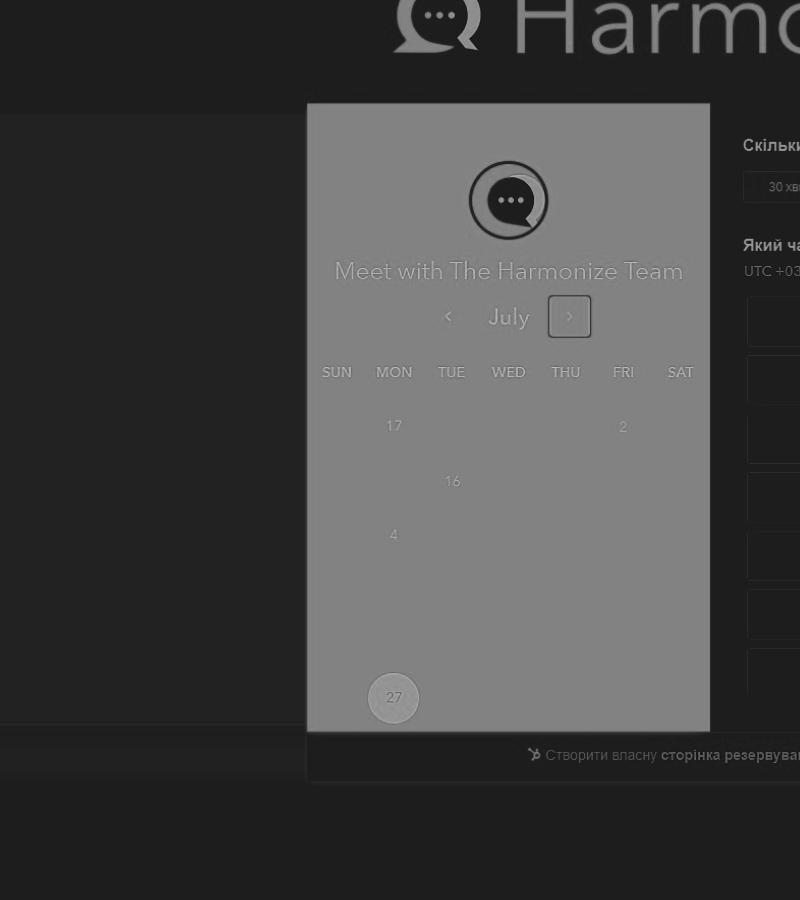 Harmo
Meet with The Harmonize Team
July
SUN MON TUE WED THU FRI SAT
17 2
16
4
27
Скільки
30 хв
Який ча
UTC +03
Створити власну сторінка резервува